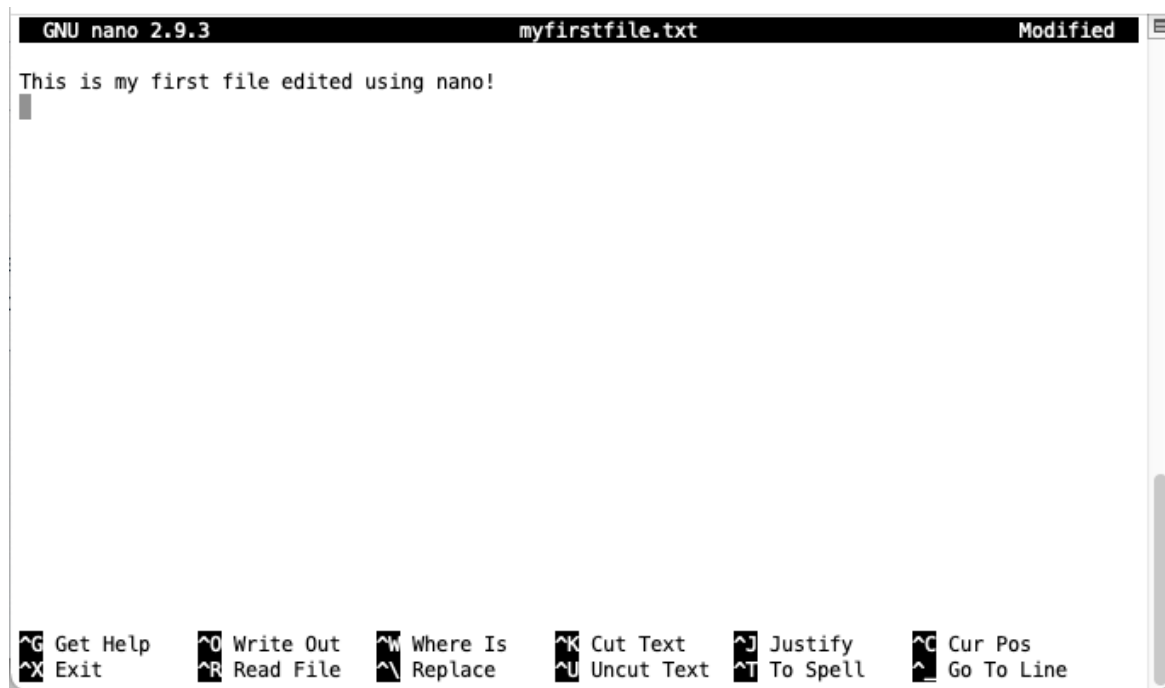 GNU nano 2.9.3 myfirstfile.txt Modified
This is my first file edited using nano!
^G Get Help ^O Write Out ^W Where Is ^K Cut Text ^J Justify ^C Cur Pos
^X Exit ^R Read File ^\ Replace ^U Uncut Text ^T To Spell ^_ Go To Line